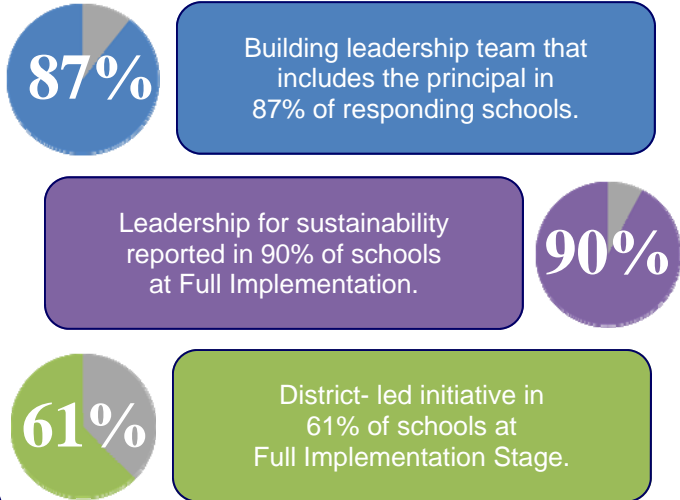 87%
Building leadership team that
includes the principal in
87% of responding schools.
Leadership for sustainability
reported in 90% of schools
at Full Implementation.
90%
61%
District- led initiative in
61% of schools at
Full Implementation Stage.